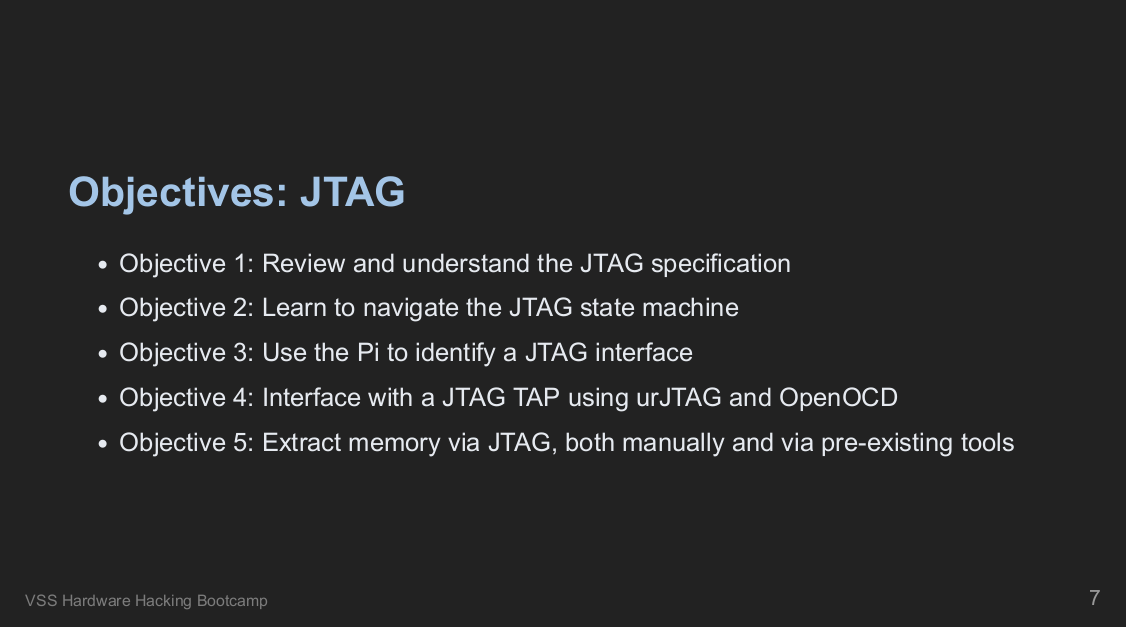 Objectives: JTAG
• Objective 1: Review and understand the JTAG specification
• Objective 2: Learn to navigate the JTAG state machine
• Objective 3: Use the Pi to identify a JTAG interface
• Objective 4: Interface with a JTAG TAP using urJTAG and OpenOCD
• Objective 5: Extract memory via JTAG, both manually and via pre-existing tools
VSS Hardware Hacking Bootcamp
7